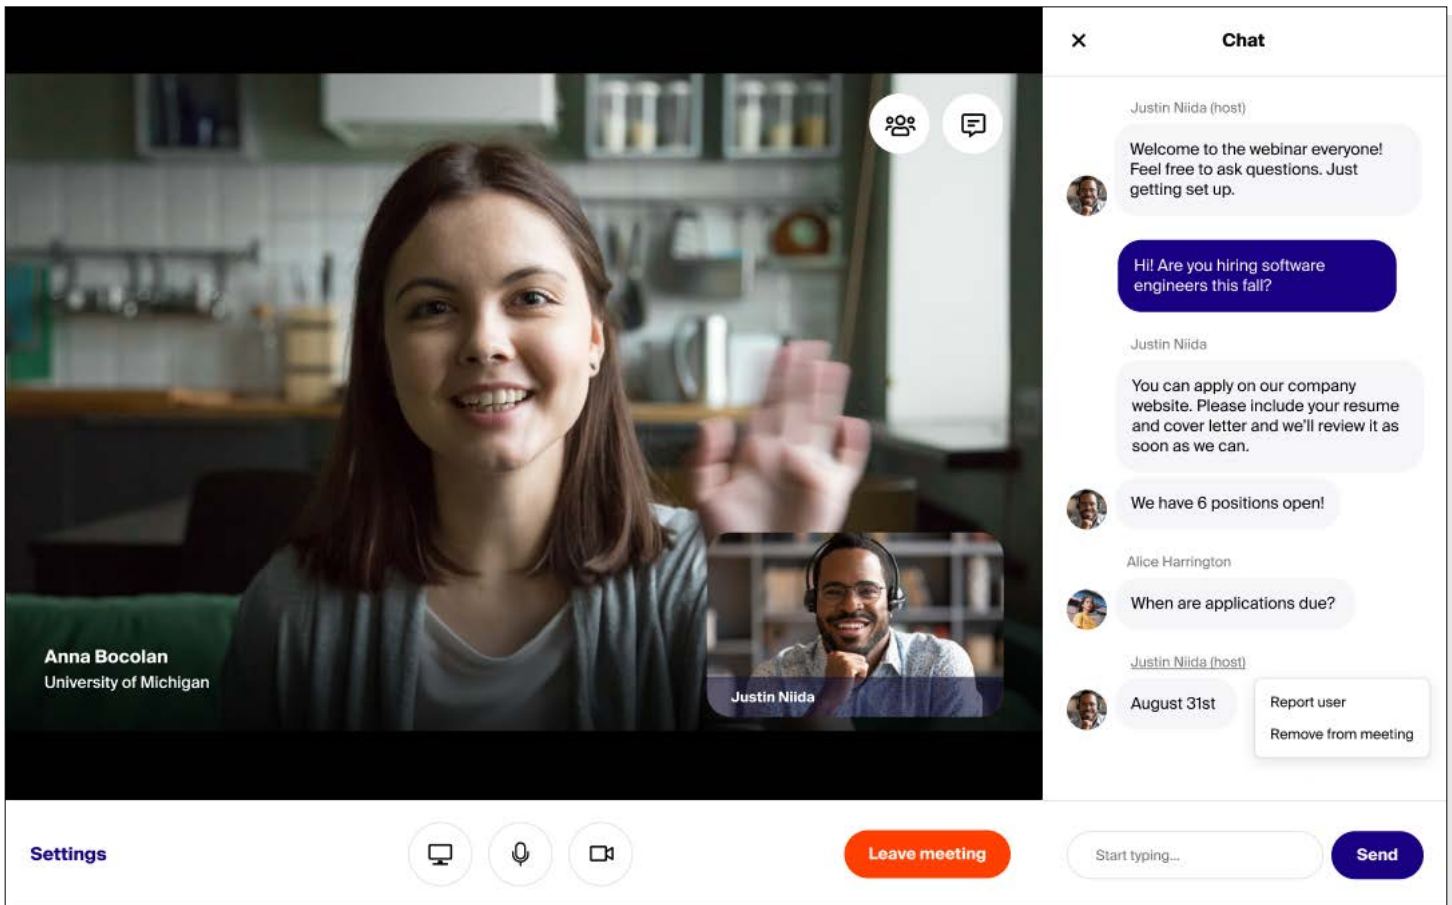 Chat
Justin Niida (host)
Welcome to the webinar everyone!
Feel free to ask questions. Just
getting set up.
Hi! Are you hiring software
engineers this fall?
Justin Niida
You can apply on our company
website. Please include your resume
and cover letter and we'll review it as
soon as we can.
We have 6 positions open!
Alice Harrington
When are applications due?
Justin Niida (host)
August 31st
Report user
Remove from meeting
Anna Bocolan
University of Michigan
Justin Niida
Settings
Leave meeting
Start typing...
Send